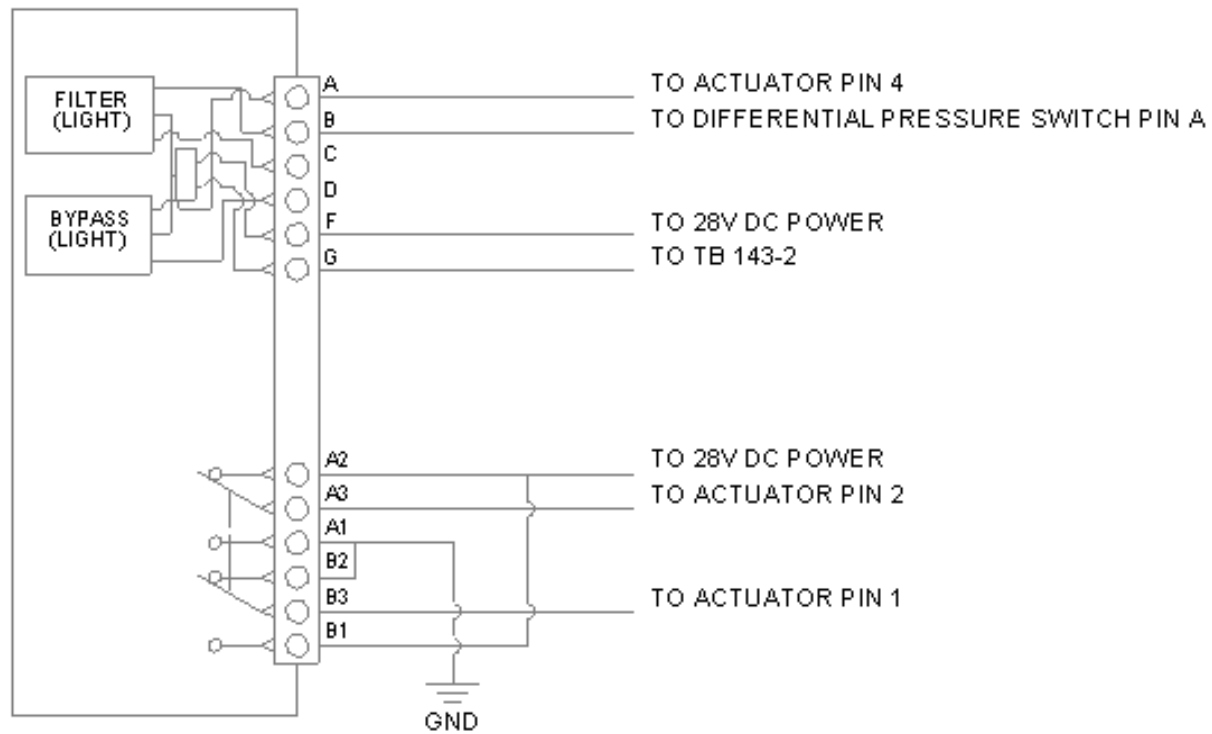 FILTER
(LIGHT)
BYPASS
(LIGHT)
A TO ACTUATOR PIN 4
B TO DIFFERENTIAL PRESSURE SWITCH PIN A
C
D
F TO 28V DC POWER
G TO TB 143-2
A2 TO 28V DC POWER
A3 TO ACTUATOR PIN 2
A1
B2
B3 TO ACTUATOR PIN 1
B1
GND